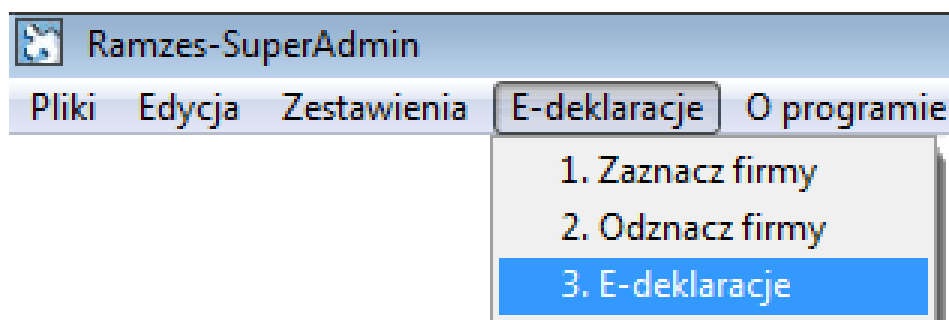 Ramzes-SuperAdmin
Pliki Edycja Zestawienia E-deklaracje O programie
1. Zaznacz firmy
2. Odznacz firmy
3. E-deklaracje